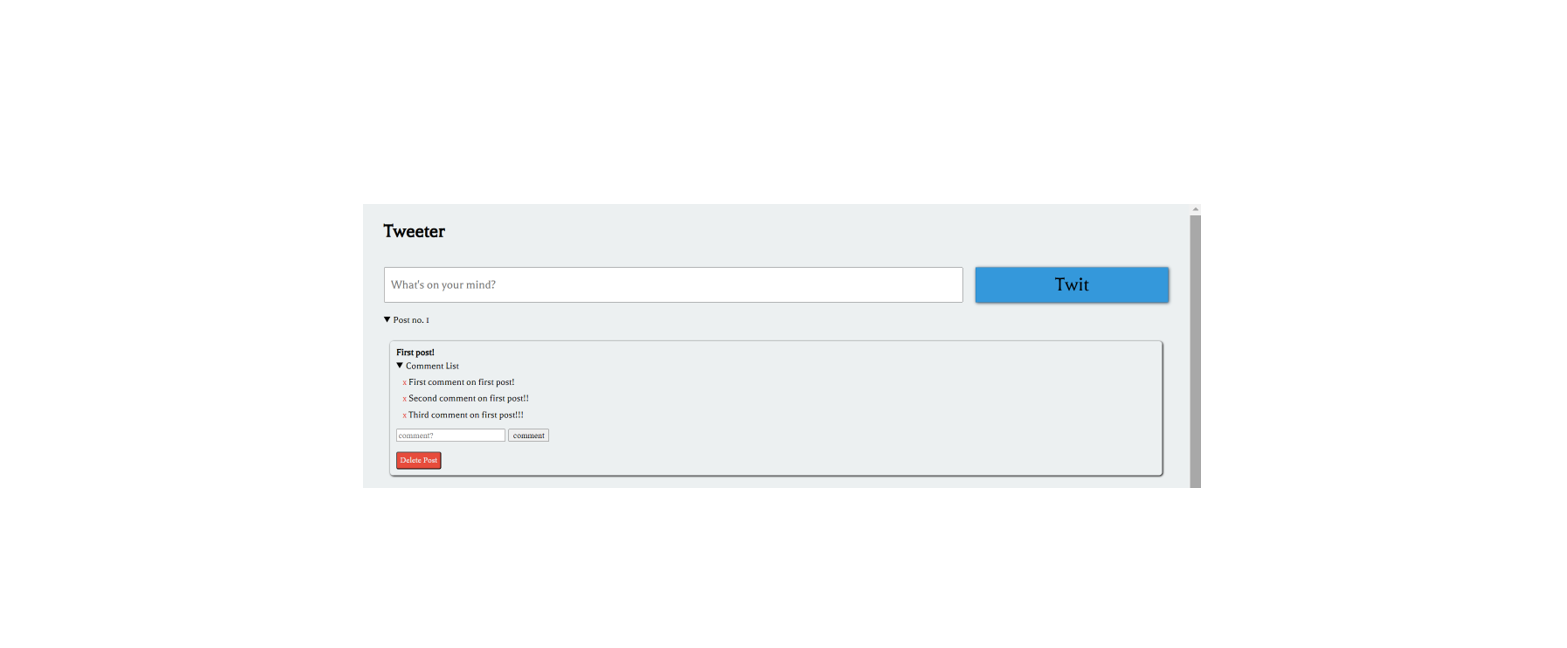 Tweeter
What's on your mind?
Twit
Post no. 1
First post!
Comment List
x First comment on first post!
x Second comment on first post!!
x Third comment on first post!!!
comment?
comment
Delete Post